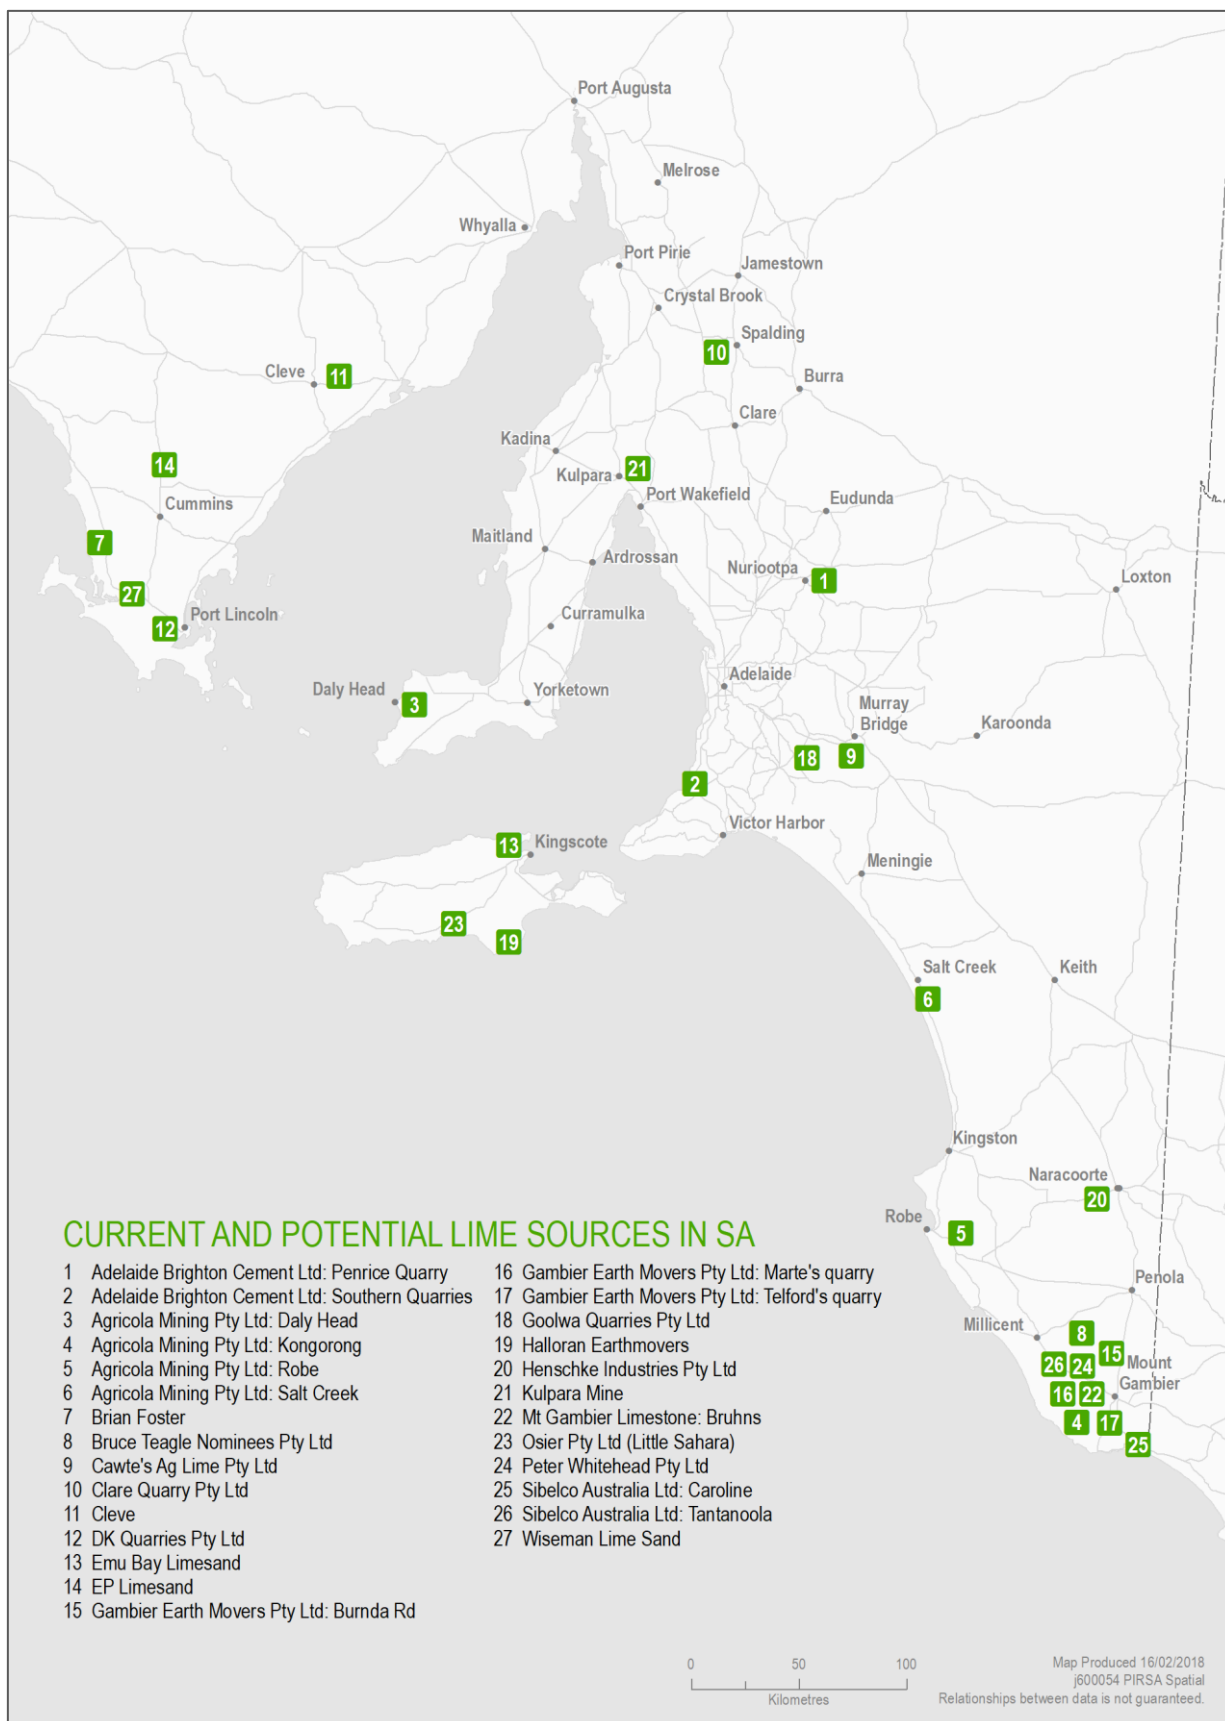 Port Augusta
Melrose
Whyalla
Port Pirie
Jamestown
Crystal Brook
Spalding
10
Cleve
11
Burra
Clare
Kadina
14
Kulpara
21
Port Wakefield
Eudunda
Cummins
7
Maitland
Ardrossan
Nuriootpa
1
Loxton
27
12
Port Lincoln
Curramulka
Adelaide
Daly Head
3
Yorketown
Murray
Bridge
Karoonda
18
9
2
Victor Harbor
13
Kingscote
Meningie
23
19
Salt Creek
Keith
6
Kingston
Naracoorte
20
Robe
5
Penola
Millicent
8
15
Mount
Gambier
26
24
16
22
4
17
25
CURRENT AND POTENTIAL LIME SOURCES IN SA
1 Adelaide Brighton Cement Ltd: Penrice Quarry
2 Adelaide Brighton Cement Ltd: Southern Quarries
3 Agricola Mining Pty Ltd: Daly Head
4 Agricola Mining Pty Ltd: Kongorong
5 Agricola Mining Pty Ltd: Robe
6 Agricola Mining Pty Ltd: Salt Creek
7 Brian Foster
8 Bruce Teagle Nominees Pty Ltd
9 Cawte's Ag Lime Pty Ltd
10 Clare Quarry Pty Ltd
11 Cleve
12 DK Quarries Pty Ltd
13 Emu Bay Limesand
14 EP Limesand
15 Gambier Earth Movers Pty Ltd: Burnda Rd
16 Gambier Earth Movers Pty Ltd: Marte's quarry
17 Gambier Earth Movers Pty Ltd: Telford's quarry
18 Goolwa Quarries Pty Ltd
19 Halloran Earthmovers
20 Henschke Industries Pty Ltd
21 Kulpara Mine
22 Mt Gambier Limestone: Bruhns
23 Osier Pty Ltd (Little Sahara)
24 Peter Whitehead Pty Ltd
25 Sibelco Australia Ltd: Caroline
26 Sibelco Australia Ltd: Tantanoola
27 Wiseman Lime Sand
0 50 100
Kilometres
Map Produced 16/02/2018
j600054 PIRSA Spatial
Relationships between data is not guaranteed.